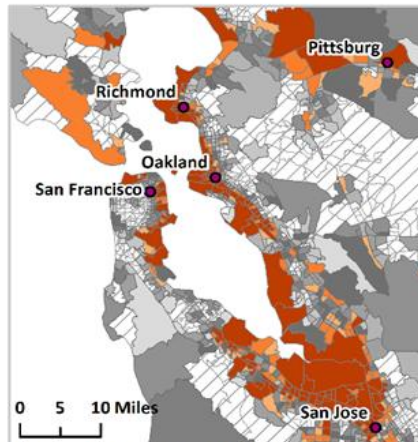 Pittsburg
Richmond
Oakland
San Francisco
0 5 10 Miles
San Jose